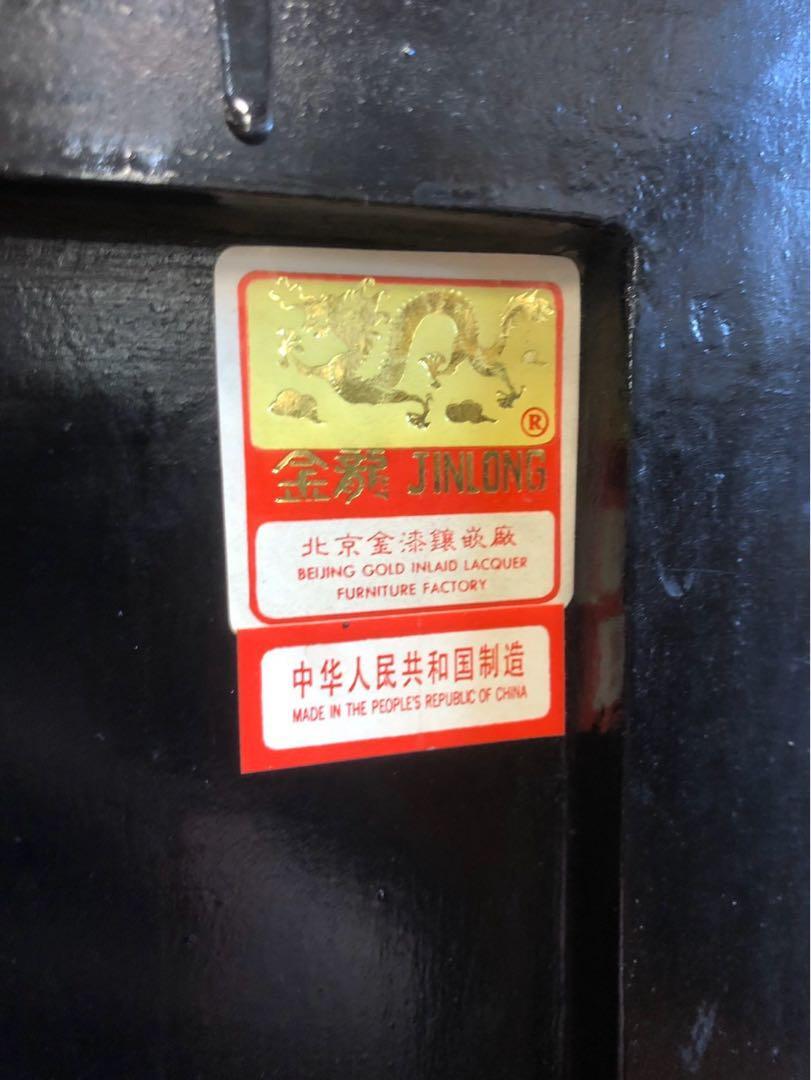 ®
金龍 JINLONG
北京金漆鑲嵌廠
BEIJING GOLD INLAID LACQUER
FURNITURE FACTORY
中华人民共和国制造
MADE IN THE PEOPLE'S REPUBLIC OF CHINA